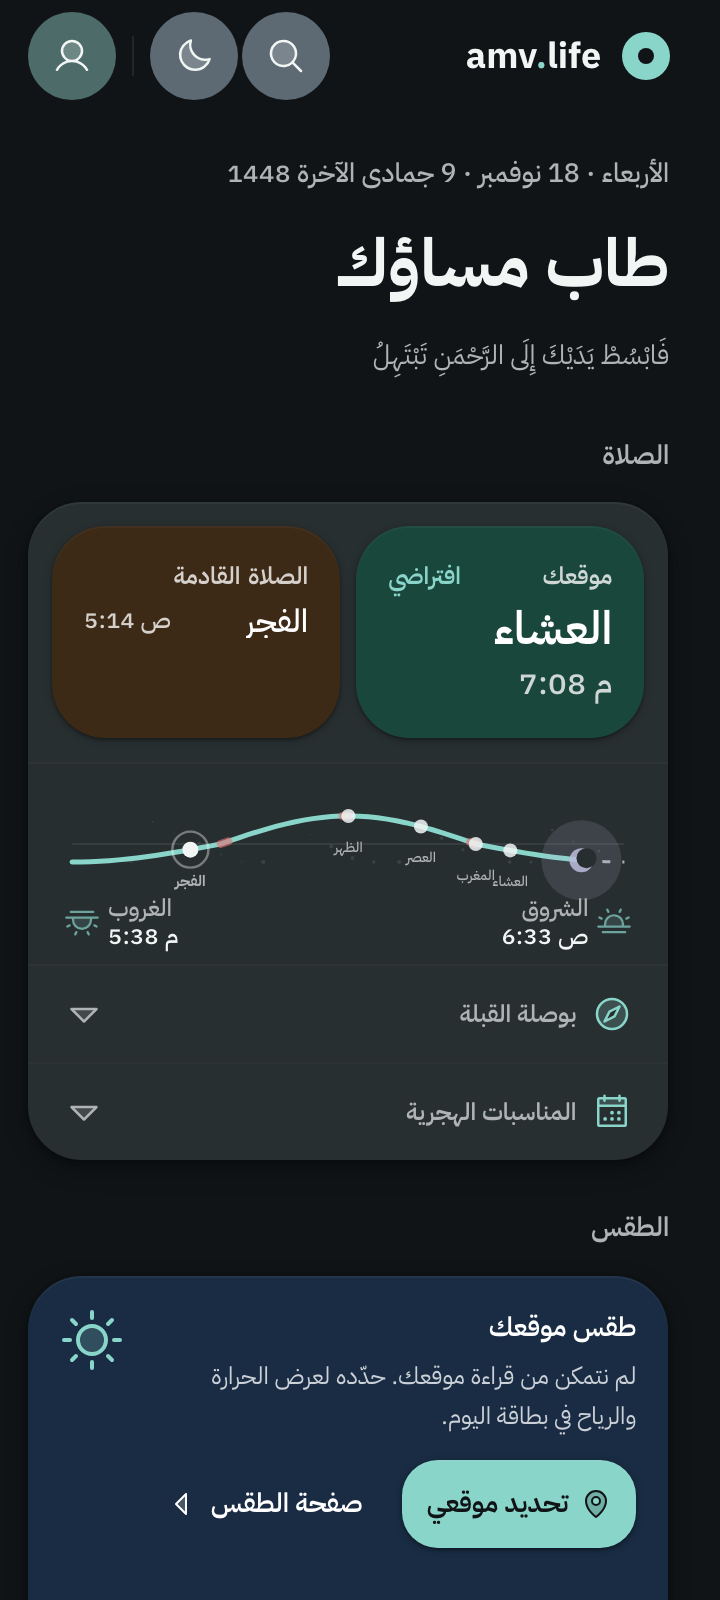 amv.life
الأربعاء · 18 نوفمبر · 9 جمادى الآخرة 1448
طاب مساؤك
فَابْسُطْ يَدَيْكَ إِلَى الرَّحْمَنِ تَبْتَهِلُ
الصلاة
موقعك افتراضي
العشاء
7:08 م
الصلاة القادمة
الفجر 5:14 ص
الفجر
الظهر
العصر
المغرب
العشاء
الشروق
6:33 ص
الغروب
5:38 م
بوصلة القبلة
المناسبات الهجرية
الطقس
طقس موقعك
لم نتمكن من قراءة موقعك. حدّده لعرض الحرارة
والرياح في بطاقة اليوم.
تحديد موقعي
صفحة الطقس